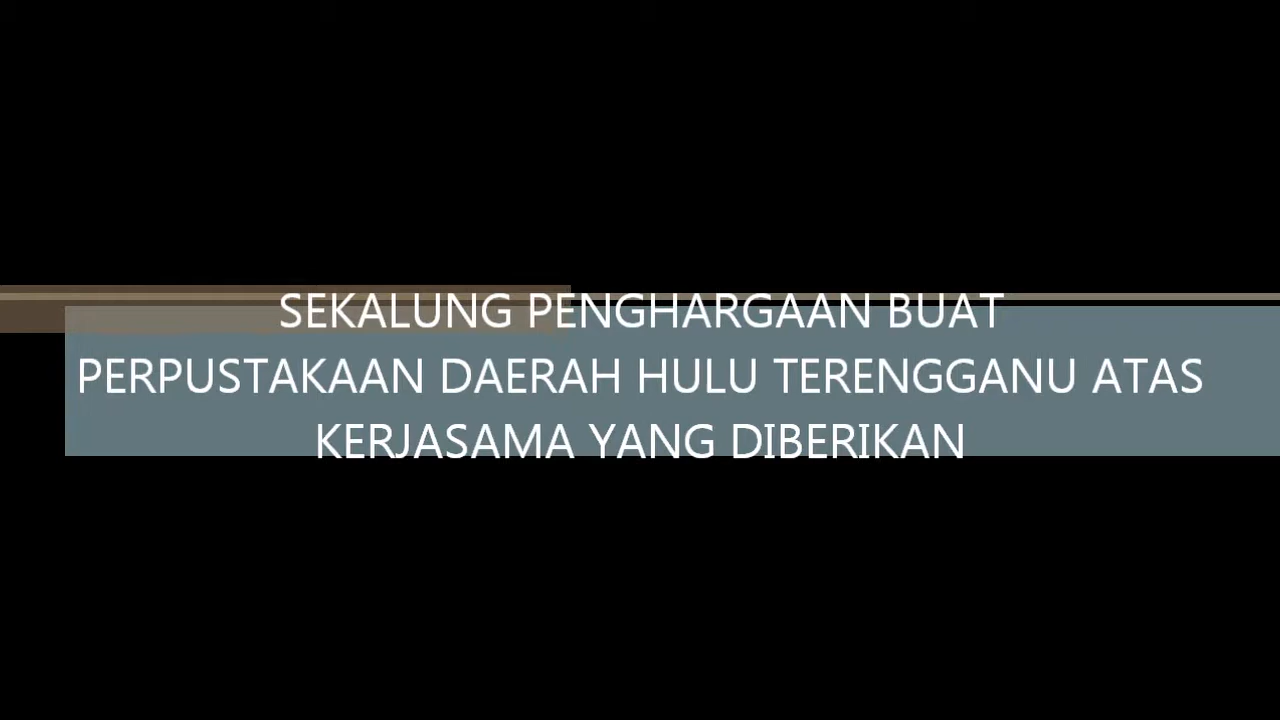 SEKALUNG PENGHARGAAN BUAT
PERPUSTAKAAN DAERAH HULU TERENGGANU ATAS
KERJASAMA YANG DIBERIKAN